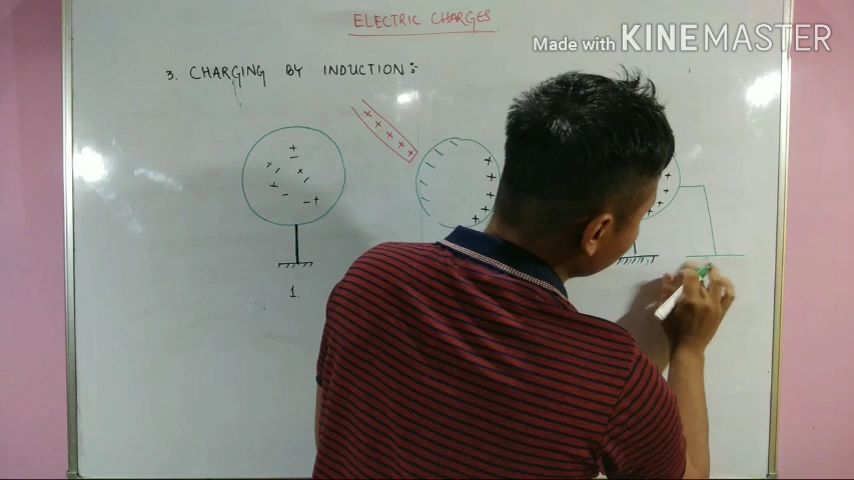 ELECTRIC CHARGES
Made with KINEMASTER
3. CHARGING BY INDUCTION:-
1.